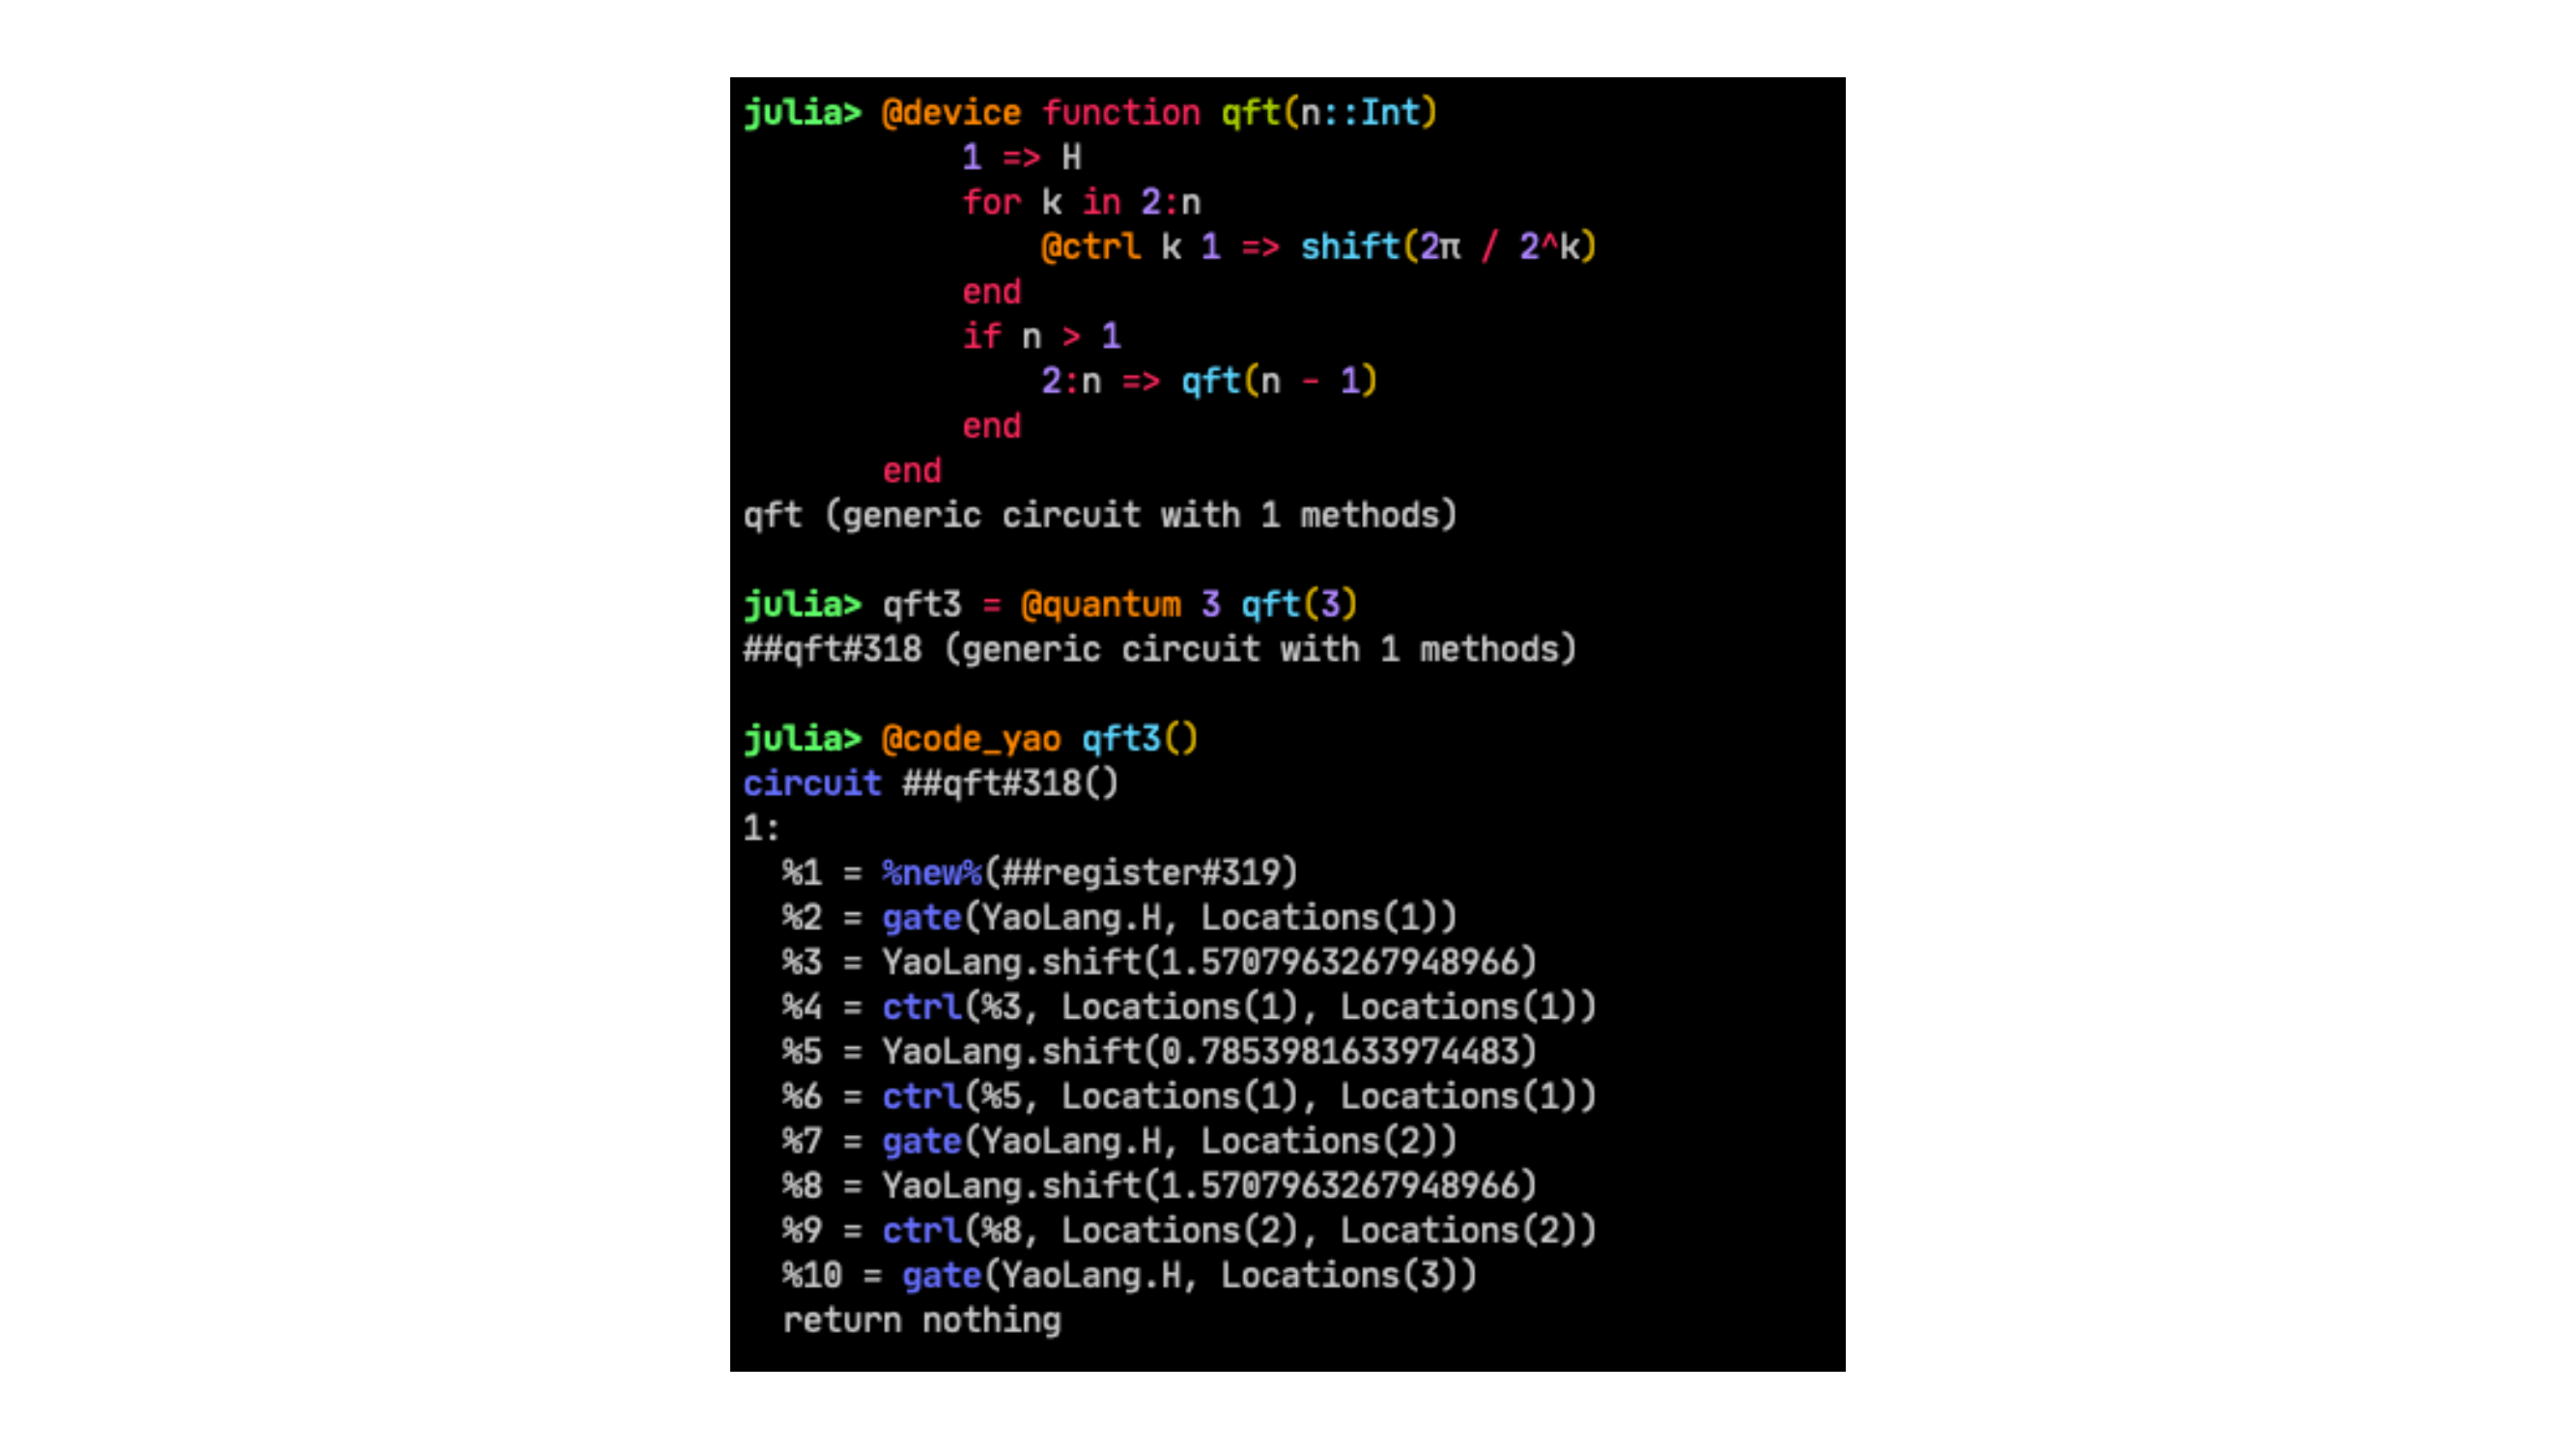 julia> @device function qft(n::Int)
1 => H
for k in 2:n
@ctrl k 1 => shift(2π / 2^k)
end
if n > 1
2:n => qft(n - 1)
end
end
qft (generic circuit with 1 methods)
julia> qft3 = @quantum 3 qft(3)
##qft#318 (generic circuit with 1 methods)
julia> @code_yao qft3()
circuit ##qft#318()
1:
%1 = %new%(##register#319)
%2 = gate(YaoLang.H, Locations(1))
%3 = YaoLang.shift(1.5707963267948966)
%4 = ctrl(%3, Locations(1), Locations(1))
%5 = YaoLang.shift(0.7853981633974483)
%6 = ctrl(%5, Locations(1), Locations(1))
%7 = gate(YaoLang.H, Locations(2))
%8 = YaoLang.shift(1.5707963267948966)
%9 = ctrl(%8, Locations(2), Locations(2))
%10 = gate(YaoLang.H, Locations(3))
return nothing